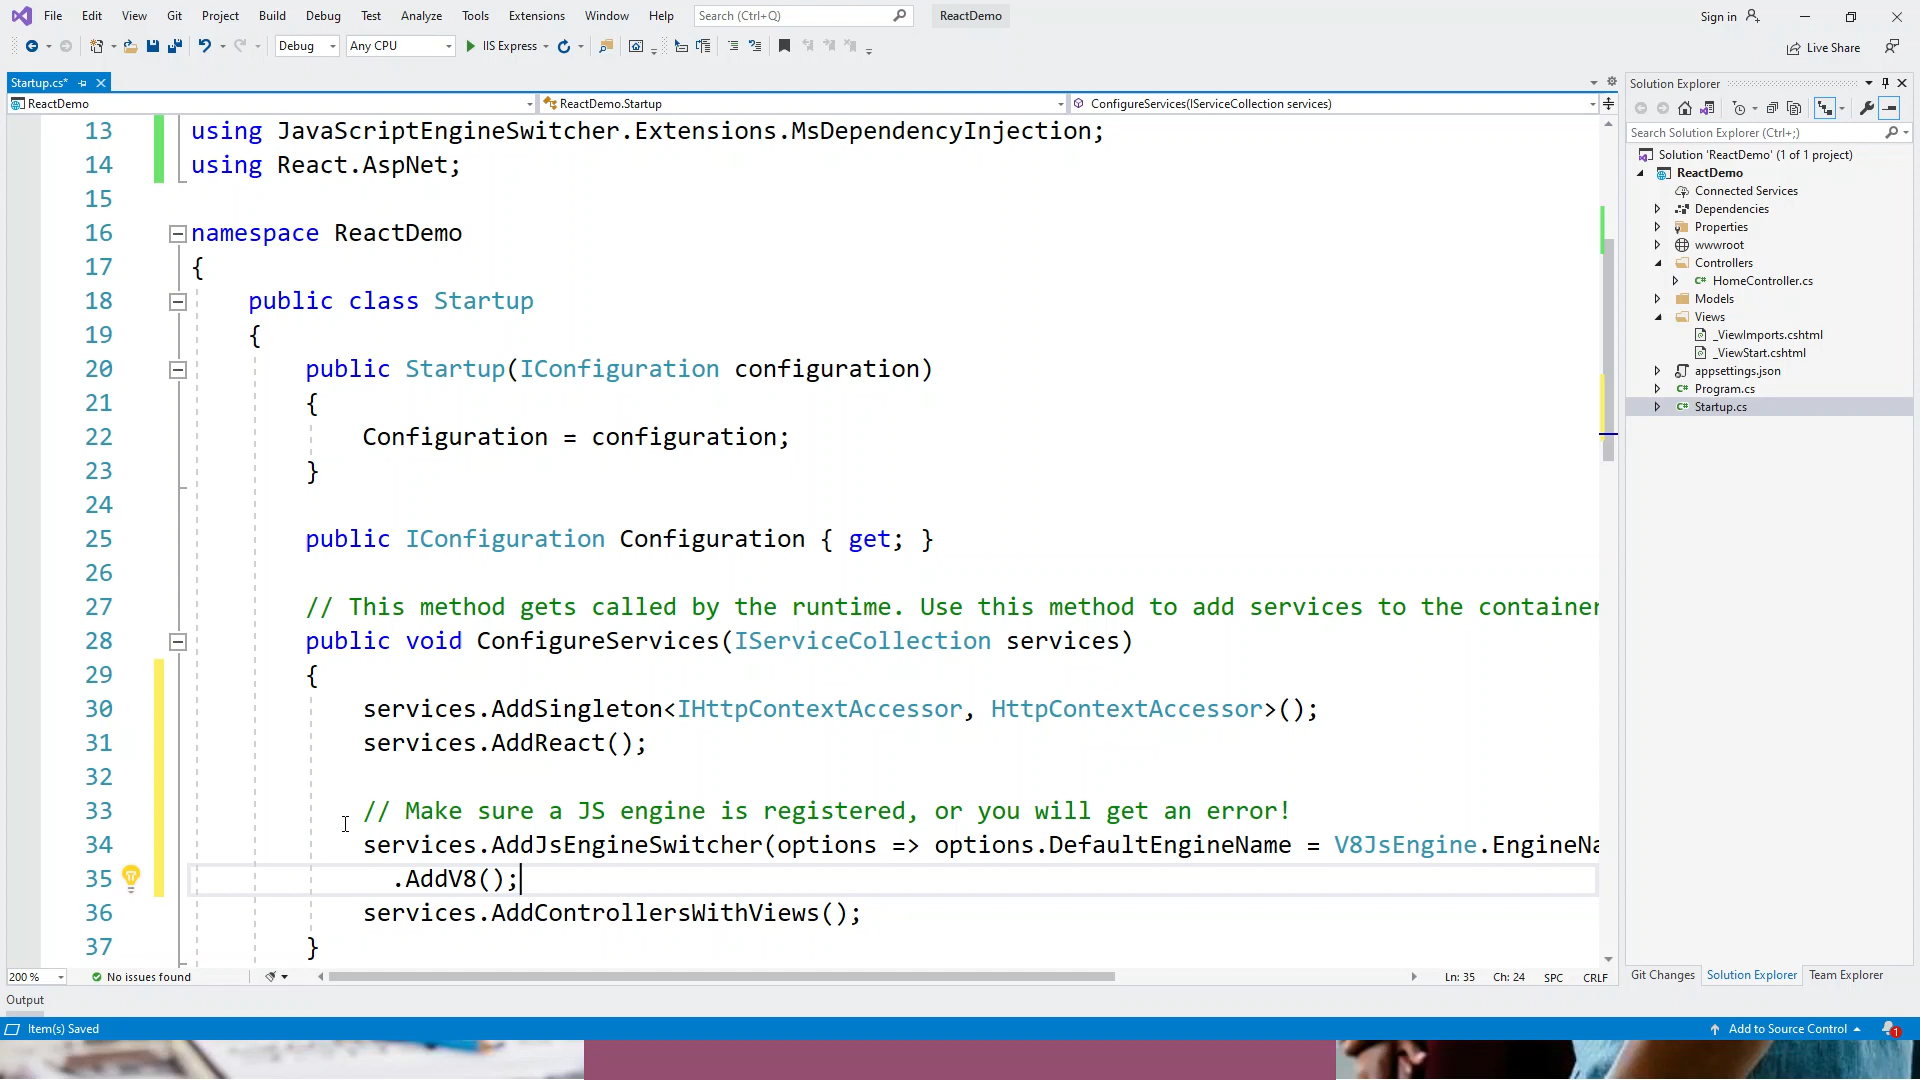 File Edit View Git Project Build Debug Test Analyze Tools Extensions Window Help Search (Ctrl+Q) ReactDemo Sign in
Debug Any CPU IIS Express Live Share
Startup.cs*
ReactDemo ReactDemo.Startup ConfigureServices(IServiceCollection services)
13 using JavaScriptEngineSwitcher.Extensions.MsDependencyInjection;
14 using React.AspNet;
15
16 namespace ReactDemo
17 {
18 public class Startup
19 {
20 public Startup(IConfiguration configuration)
21 {
22 Configuration = configuration;
23 }
24
25 public IConfiguration Configuration { get; }
26
27 // This method gets called by the runtime. Use this method to add services to the container
28 public void ConfigureServices(IServiceCollection services)
29 {
30 services.AddSingleton<IHttpContextAccessor, HttpContextAccessor>();
31 services.AddReact();
32
33 // Make sure a JS engine is registered, or you will get an error!
34 services.AddJsEngineSwitcher(options => options.DefaultEngineName = V8JsEngine.EngineNa
35 .AddV8();
36 services.AddControllersWithViews();
37 }
200 % No issues found Ln: 35 Ch: 24 SPC CRLF
Output
Item(s) Saved Add to Source Control 1
Solution Explorer
Search Solution Explorer (Ctrl+;)
Solution 'ReactDemo' (1 of 1 project)
ReactDemo
Connected Services
Dependencies
Properties
wwwroot
Controllers
C# HomeController.cs
Models
Views
_ViewImports.cshtml
_ViewStart.cshtml
appsettings.json
C# Program.cs
C# Startup.cs
Git Changes Solution Explorer Team Explorer